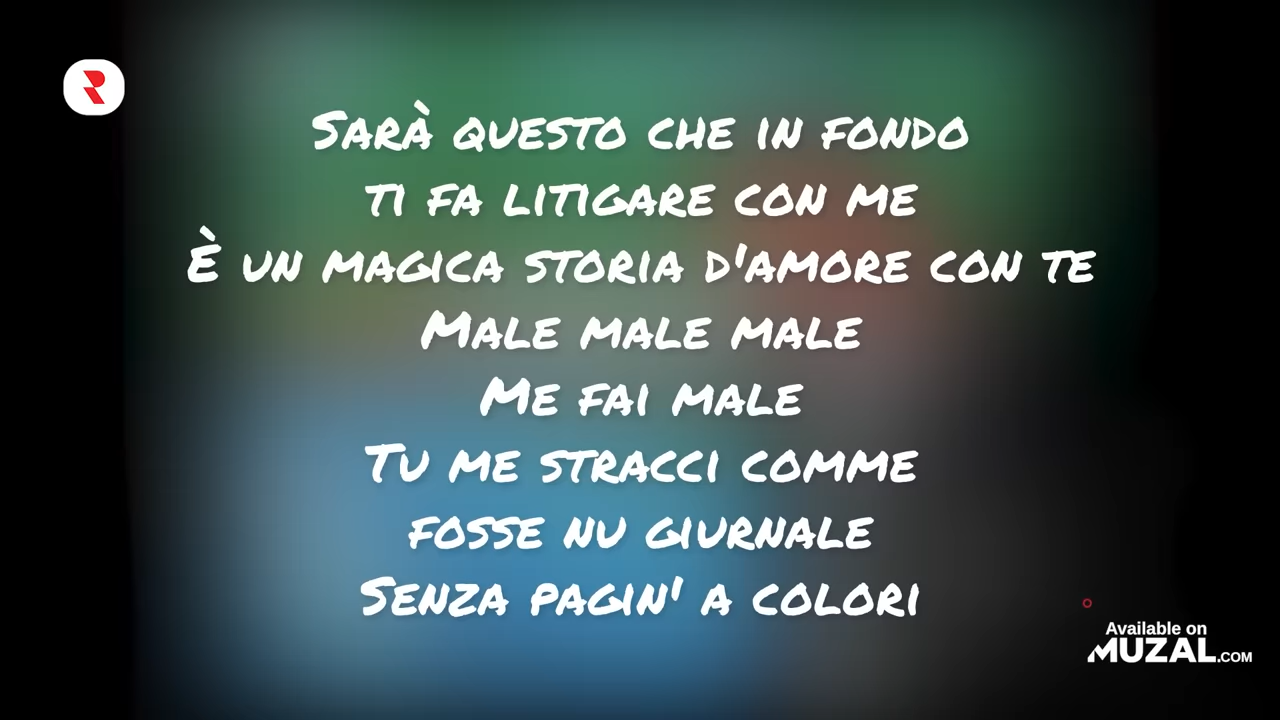 Sarà questo che in fondo
ti fa litigare con me
È un magica storia d'amore con te
Male male male
Me fai male
Tu me stracci comme
fosse nu giurnale
Senza pagin' a colori
Available on
MUZAL.COM